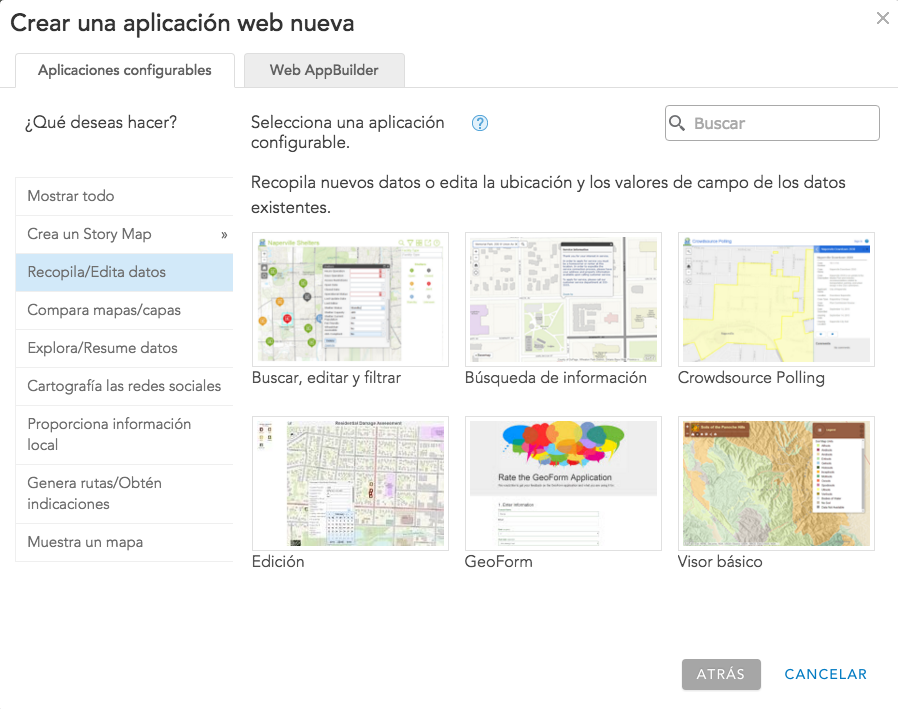 Crear una aplicación web nueva
Aplicaciones configurables
Web AppBuilder
¿Qué deseas hacer?
Selecciona una aplicación
configurable.
Buscar
Mostrar todo
Crea un Story Map »
Recopila/Edita datos
Compara mapas/capas
Explora/Resume datos
Cartografía las redes sociales
Proporciona información
local
Genera rutas/Obtén
indicaciones
Muestra un mapa
Recopila nuevos datos o edita la ubicación y los valores de campo de los datos
existentes.
Naperville Shelters
Buscar, editar y filtrar
Búsqueda de información
Crowdsource Polling
Crowdsource Polling
Residential Damage Assessment
Edición
Rate the GeoForm Application
1. Enter Information
GeoForm
Visor básico
ATRÁS
CANCELAR